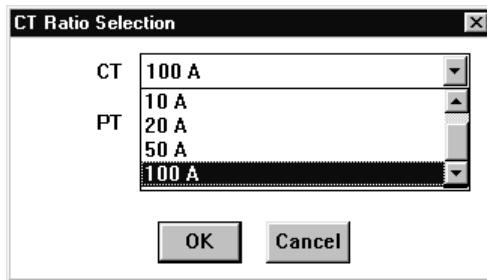 CT Ratio Selection
CT 100 A
10 A
PT 20 A
50 A
100 A
OK Cancel